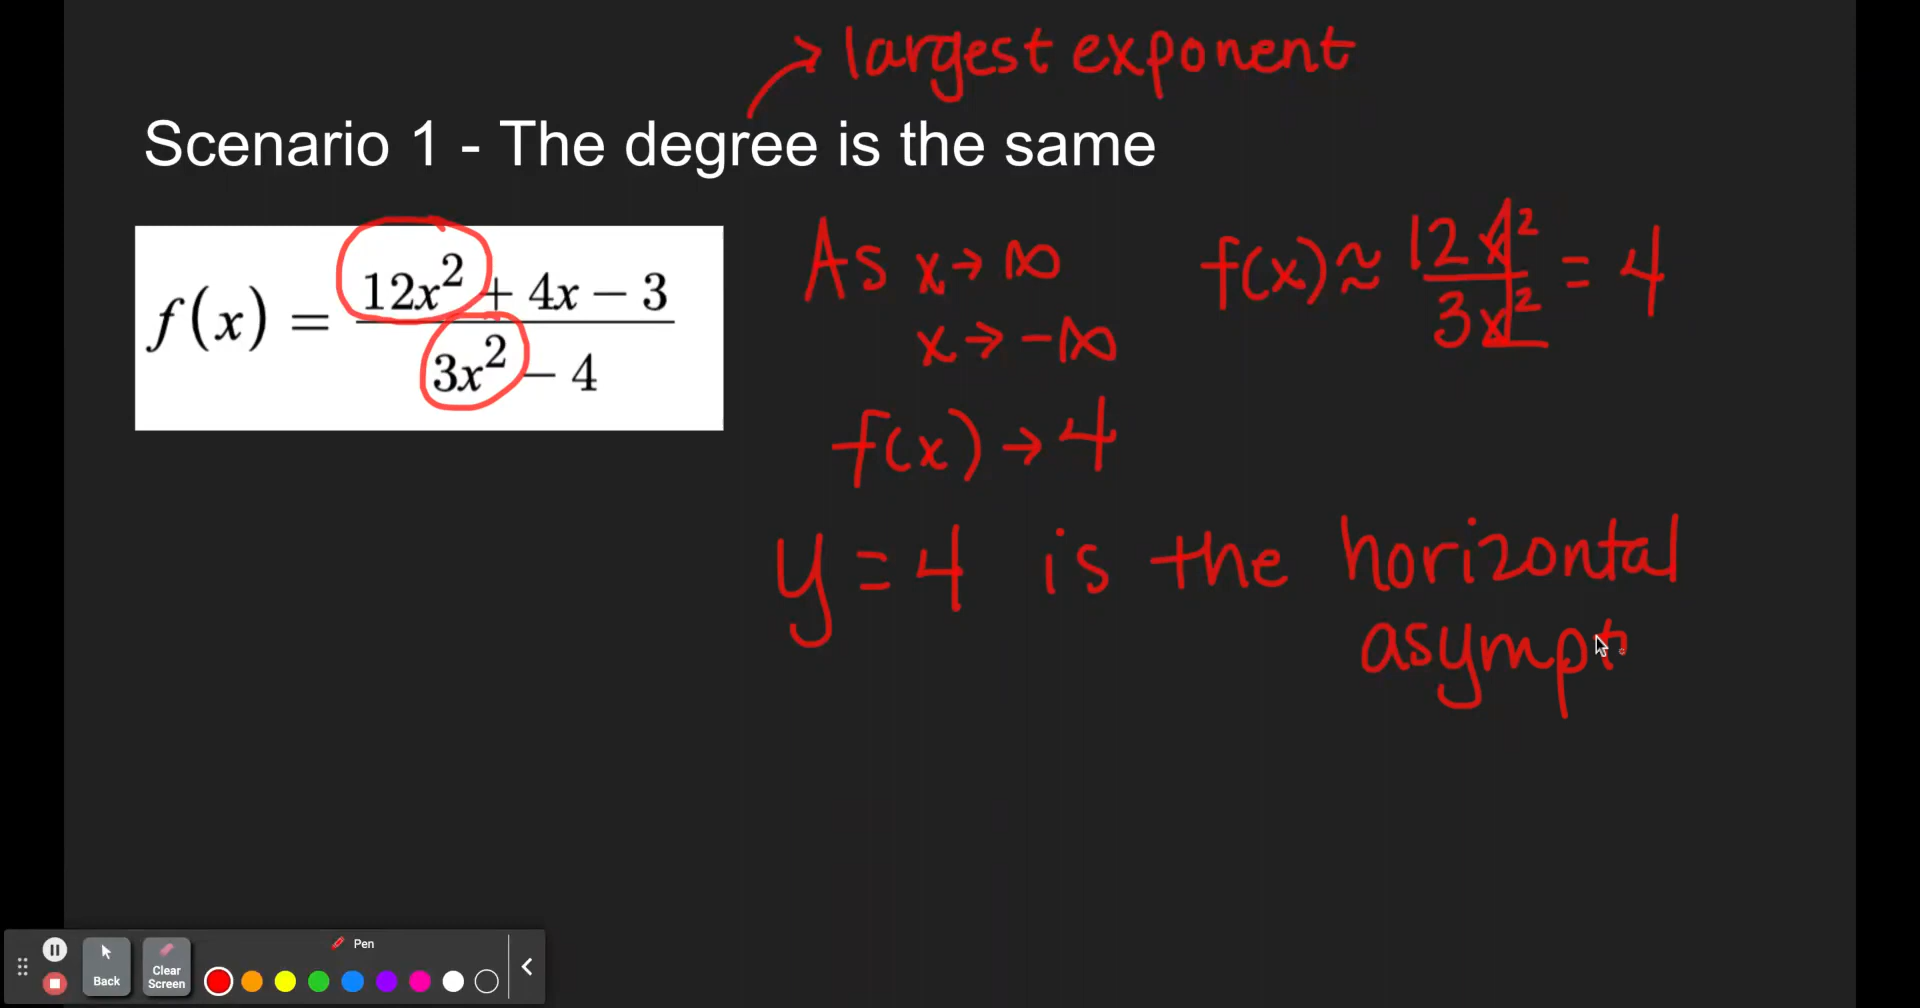 largest exponent
Scenario 1 - The degree is the same
f(x) = (12x² + 4x − 3) / (3x² − 4)
As x → ∞
x → −∞
f(x) ≈ 12x² / 3x² = 4
f(x) → 4
y = 4 is the horizontal
asympt
Pen
Back
Clear
Screen